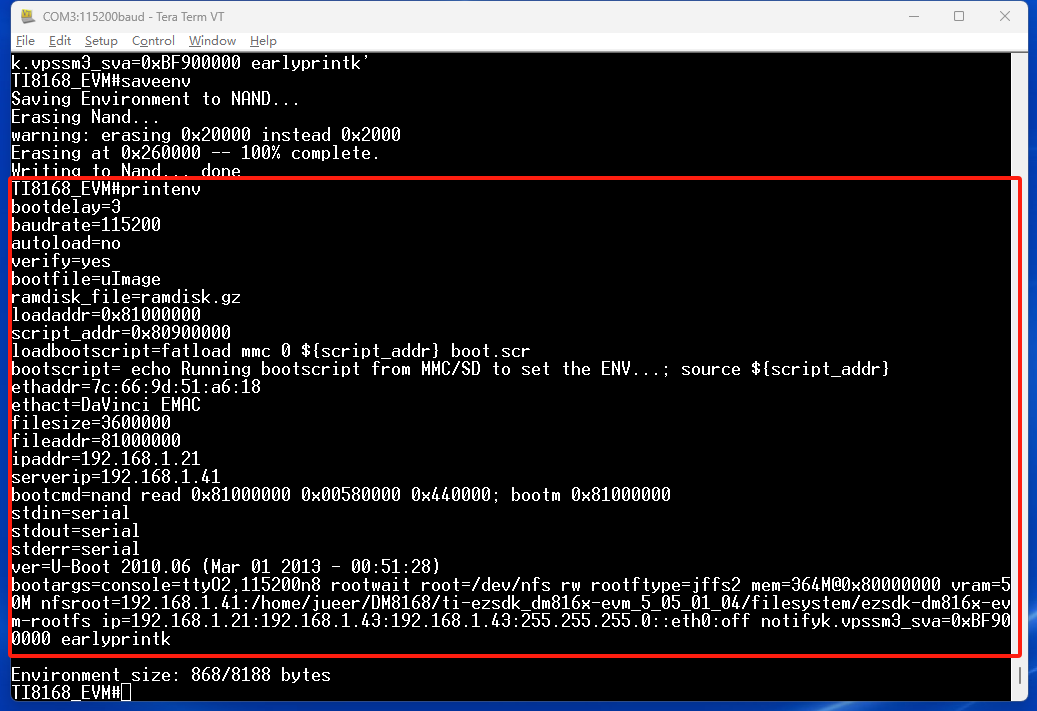 COM3:115200baud - Tera Term VT
File Edit Setup Control Window Help
k.vpssm3_sva=0xBF900000 earlyprintk'
TI8168_EVM#saveenv
Saving Environment to NAND...
Erasing Nand...
warning: erasing 0x20000 instead 0x2000
Erasing at 0x260000 -- 100% complete.
Writing to Nand... done
TI8168_EVM#printenv
bootdelay=3
baudrate=115200
autoload=no
verify=yes
bootfile=uImage
ramdisk_file=ramdisk.gz
loadaddr=0x81000000
script_addr=0x80900000
loadbootscript=fatload mmc 0 ${script_addr} boot.scr
bootscript= echo Running bootscript from MMC/SD to set the ENV...; source ${script_addr}
ethaddr=7c:66:9d:51:a6:18
ethact=DaVinci EMAC
filesize=3600000
fileaddr=81000000
ipaddr=192.168.1.21
serverip=192.168.1.41
bootcmd=nand read 0x81000000 0x00580000 0x440000; bootm 0x81000000
stdin=serial
stdout=serial
stderr=serial
ver=U-Boot 2010.06 (Mar 01 2013 - 00:51:28)
bootargs=console=ttyO2,115200n8 rootwait root=/dev/nfs rw rootftype=jffs2 mem=364M@0x80000000 vram=5
0M nfsroot=192.168.1.41:/home/jueer/DM8168/ti-ezsdk_dm816x-evm_5_05_01_04/filesystem/ezsdk-dm816x-ev
m-rootfs ip=192.168.1.21:192.168.1.43:192.168.1.43:255.255.255.0::eth0:off notifyk.vpssm3_sva=0xBF90
0000 earlyprintk
Environment size: 868/8188 bytes
TI8168_EVM#